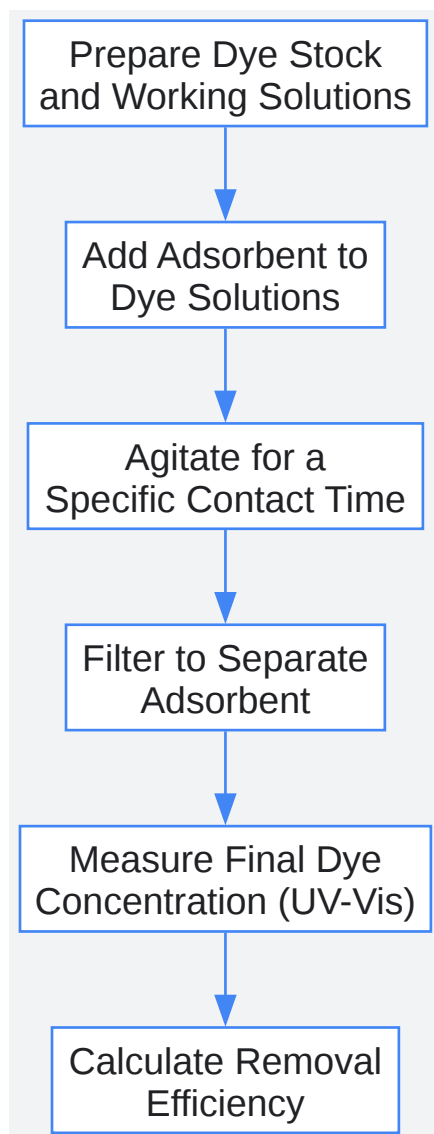 Prepare Dye Stock
and Working Solutions
Add Adsorbent to
Dye Solutions
Agitate for a
Specific Contact Time
Filter to Separate
Adsorbent
Measure Final Dye
Concentration (UV-Vis)
Calculate Removal
Efficiency